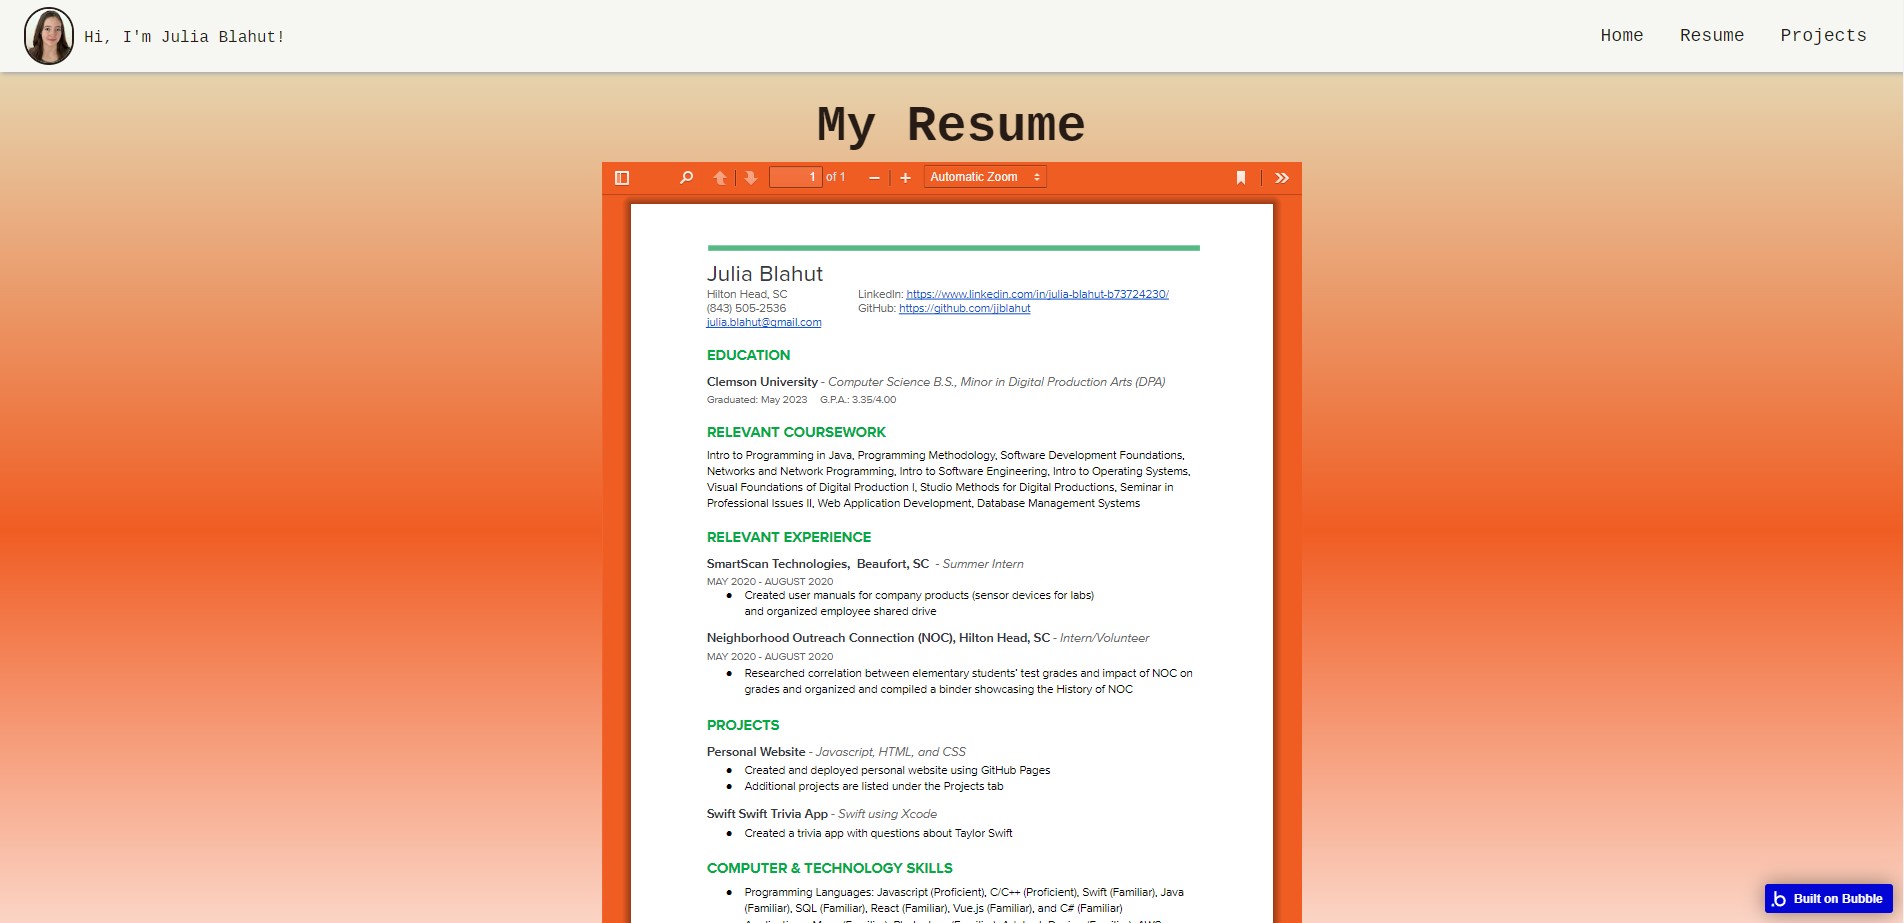 Hi, I'm Julia Blahut!
Home Resume Projects
My Resume
1 of 1 Automatic Zoom
Julia Blahut
Hilton Head, SC LinkedIn: https://www.linkedin.com/in/julia-blahut-b73724230/
(843) 505-2536 GitHub: https://github.com/jjblahut
julia.blahut@gmail.com
EDUCATION
Clemson University - Computer Science B.S., Minor in Digital Production Arts (DPA)
Graduated: May 2023 G.P.A.: 3.35/4.00
RELEVANT COURSEWORK
Intro to Programming in Java, Programming Methodology, Software Development Foundations,
Networks and Network Programming, Intro to Software Engineering, Intro to Operating Systems,
Visual Foundations of Digital Production I, Studio Methods for Digital Productions, Seminar in
Professional Issues II, Web Application Development, Database Management Systems
RELEVANT EXPERIENCE
SmartScan Technologies, Beaufort, SC - Summer Intern
MAY 2020 - AUGUST 2020
● Created user manuals for company products (sensor devices for labs)
and organized employee shared drive
Neighborhood Outreach Connection (NOC), Hilton Head, SC - Intern/Volunteer
MAY 2020 - AUGUST 2020
● Researched correlation between elementary students' test grades and impact of NOC on
grades and organized and compiled a binder showcasing the History of NOC
PROJECTS
Personal Website - Javascript, HTML, and CSS
● Created and deployed personal website using GitHub Pages
● Additional projects are listed under the Projects tab
Swift Swift Trivia App - Swift using Xcode
● Created a trivia app with questions about Taylor Swift
COMPUTER & TECHNOLOGY SKILLS
● Programming Languages: Javascript (Proficient), C/C++ (Proficient), Swift (Familiar), Java
(Familiar), SQL (Familiar), React (Familiar), Vue.js (Familiar), and C# (Familiar)
Built on Bubble